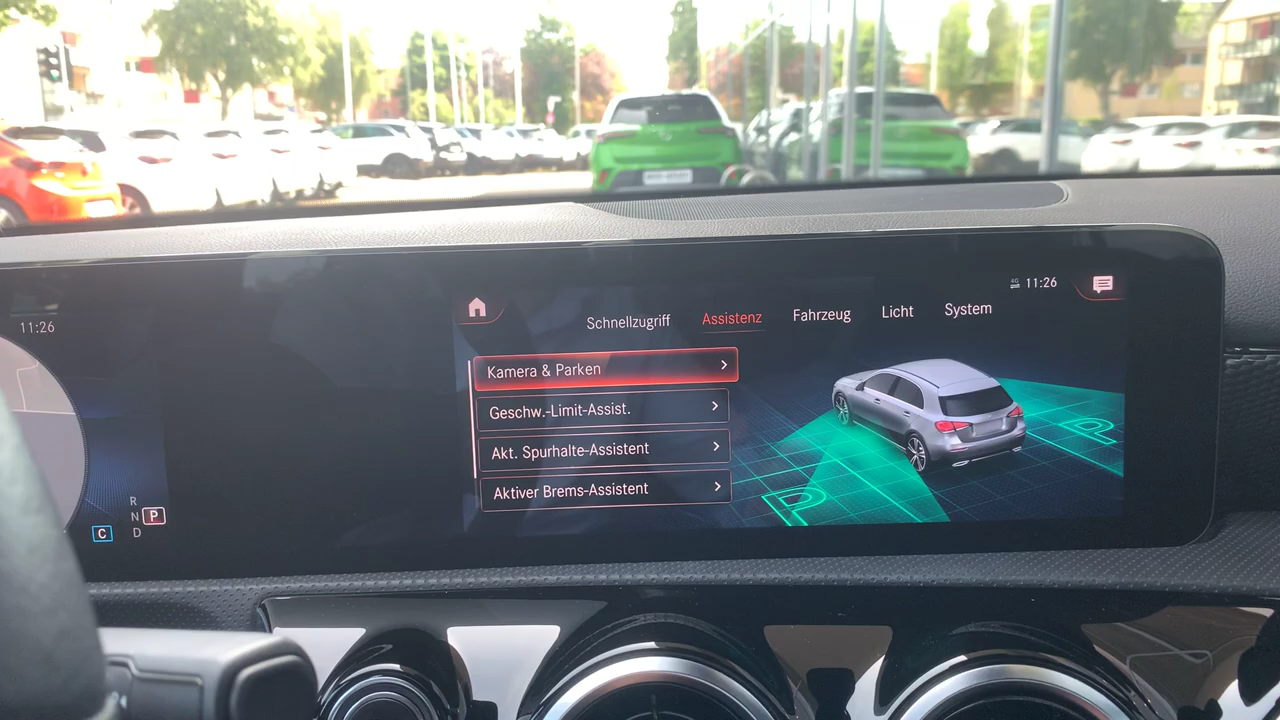 11:26
4G 11:26
Schnellzugriff Assistenz Fahrzeug Licht System
Kamera & Parken
Geschw.-Limit-Assist.
Akt. Spurhalte-Assistent
Aktiver Brems-Assistent
P
P
R
N P
C D